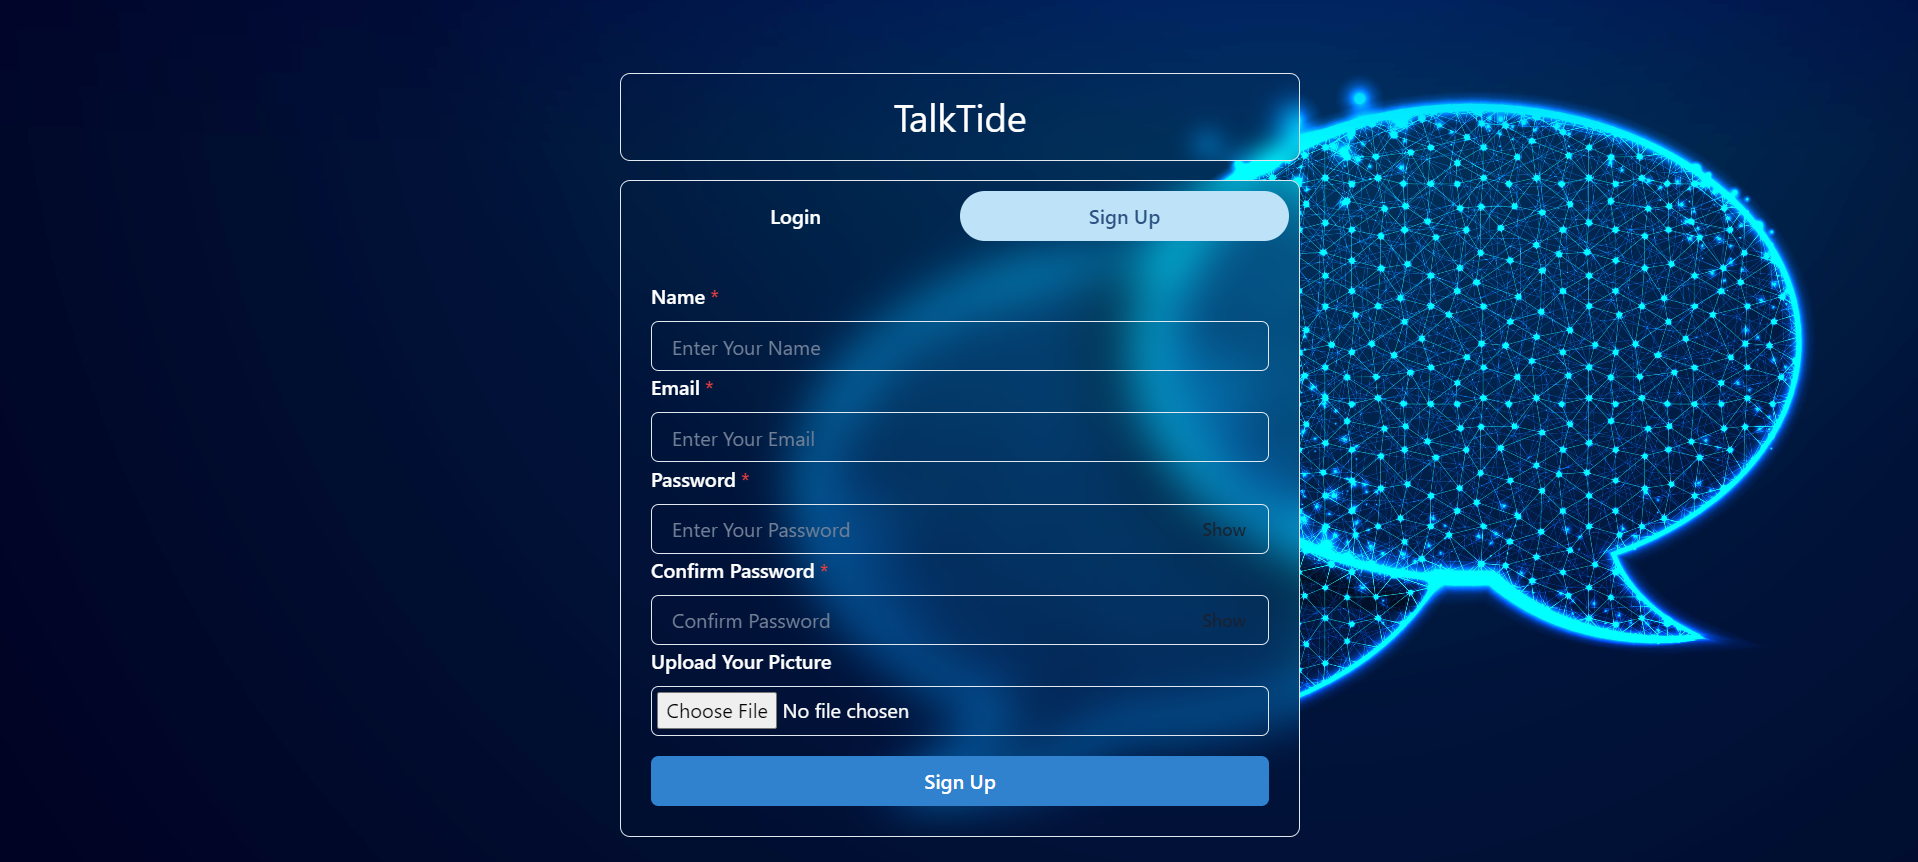 TalkTide
Login Sign Up
Name *
Enter Your Name
Email *
Enter Your Email
Password *
Enter Your Password Show
Confirm Password *
Confirm Password Show
Upload Your Picture
Choose File No file chosen
Sign Up